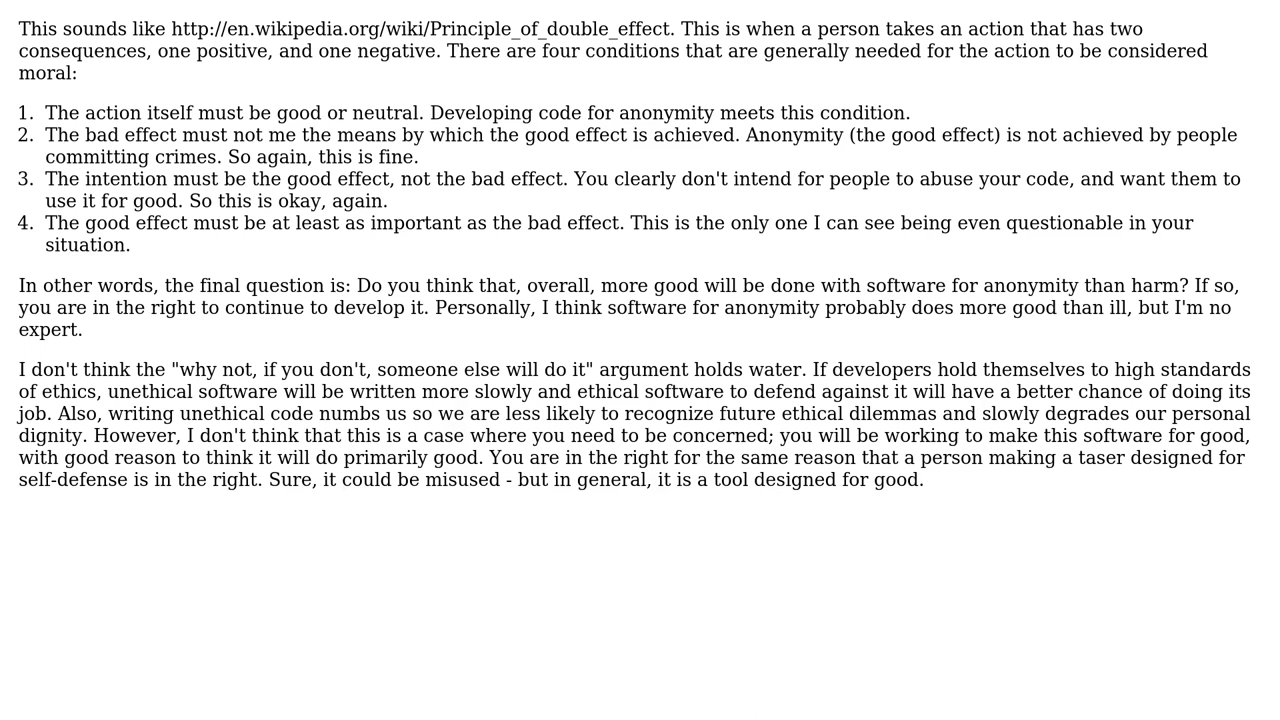 This sounds like http://en.wikipedia.org/wiki/Principle_of_double_effect. This is when a person takes an action that has two
consequences, one positive, and one negative. There are four conditions that are generally needed for the action to be considered
moral:
1. The action itself must be good or neutral. Developing code for anonymity meets this condition.
2. The bad effect must not me the means by which the good effect is achieved. Anonymity (the good effect) is not achieved by people
committing crimes. So again, this is fine.
3. The intention must be the good effect, not the bad effect. You clearly don't intend for people to abuse your code, and want them to
use it for good. So this is okay, again.
4. The good effect must be at least as important as the bad effect. This is the only one I can see being even questionable in your
situation.
In other words, the final question is: Do you think that, overall, more good will be done with software for anonymity than harm? If so,
you are in the right to continue to develop it. Personally, I think software for anonymity probably does more good than ill, but I'm no
expert.
I don't think the "why not, if you don't, someone else will do it" argument holds water. If developers hold themselves to high standards
of ethics, unethical software will be written more slowly and ethical software to defend against it will have a better chance of doing its
job. Also, writing unethical code numbs us so we are less likely to recognize future ethical dilemmas and slowly degrades our personal
dignity. However, I don't think that this is a case where you need to be concerned; you will be working to make this software for good,
with good reason to think it will do primarily good. You are in the right for the same reason that a person making a taser designed for
self-defense is in the right. Sure, it could be misused - but in general, it is a tool designed for good.